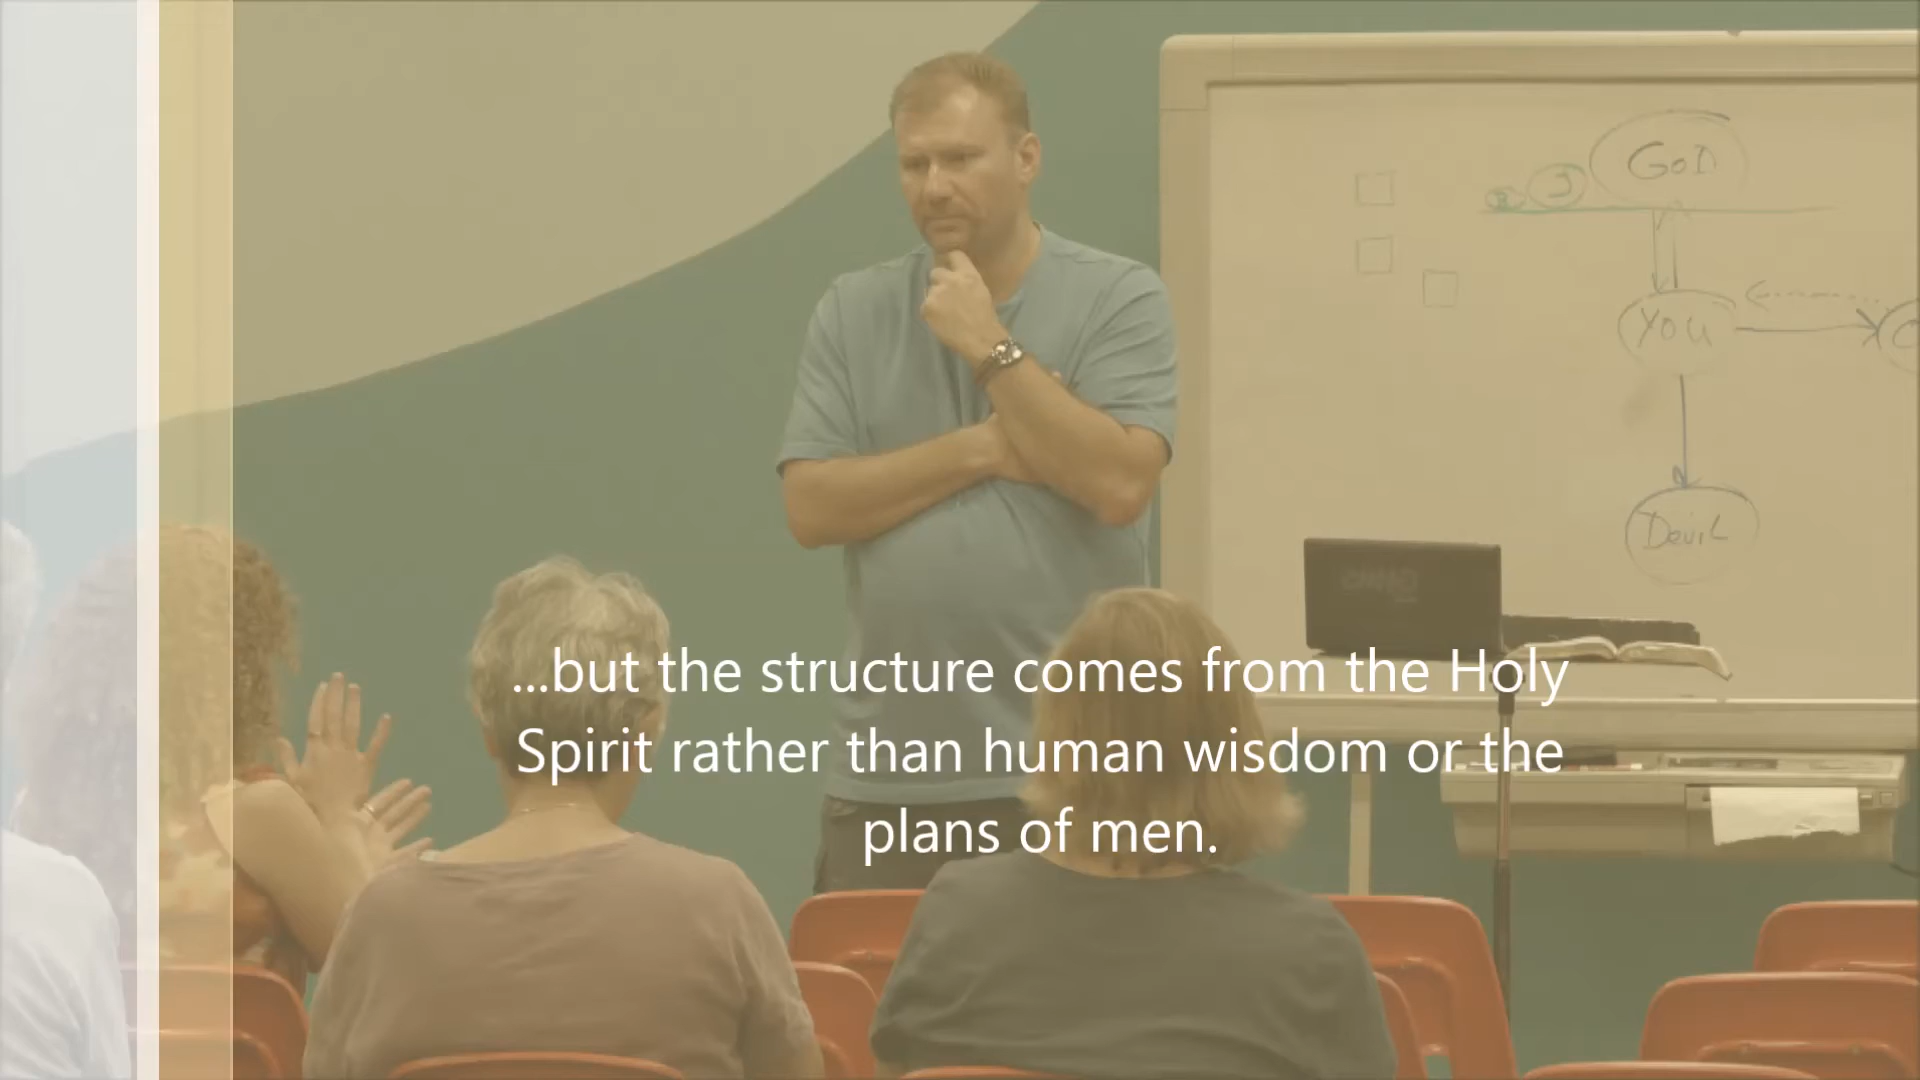 GOD
J
YOU
Devil
...but the structure comes from the Holy
Spirit rather than human wisdom or the
plans of men.